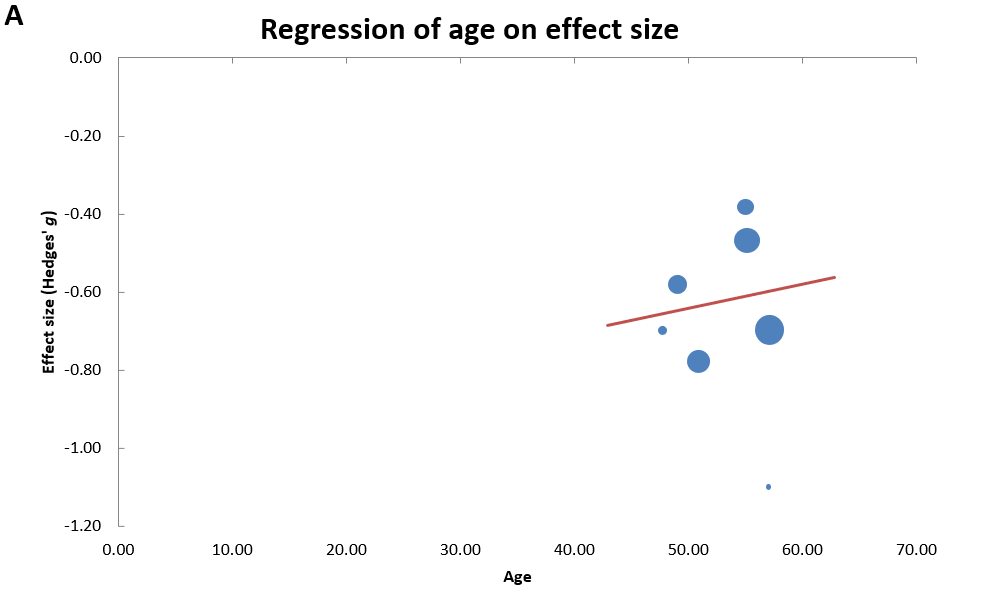 A
Regression of age on effect size
0.00
-0.20
-0.40
-0.60
-0.80
-1.00
-1.20
Effect size (Hedges' g)
0.00 10.00 20.00 30.00 40.00 50.00 60.00 70.00
Age